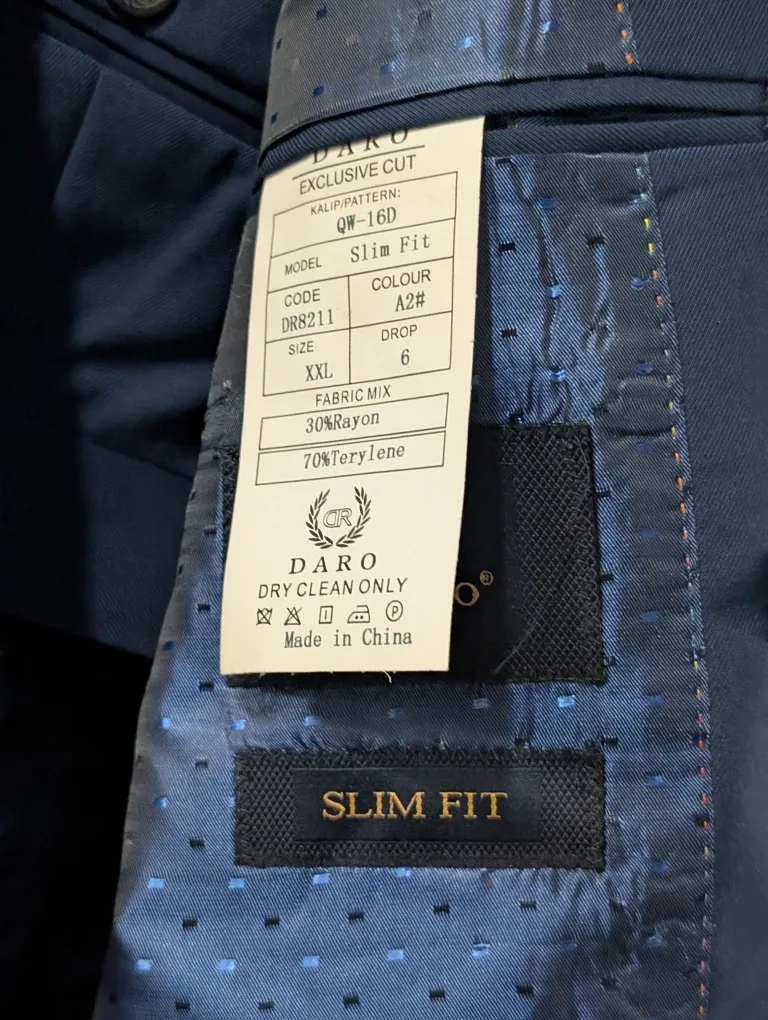 DARO
EXCLUSIVE CUT
KALIP/PATTERN:
QW-16D
MODEL Slim Fit
CODE COLOUR
DR8211 A2#
SIZE DROP
XXL 6
FABRIC MIX
30%Rayon
70%Terylene
DR
DARO
DRY CLEAN ONLY
P
Made in China
O®
SLIM FIT